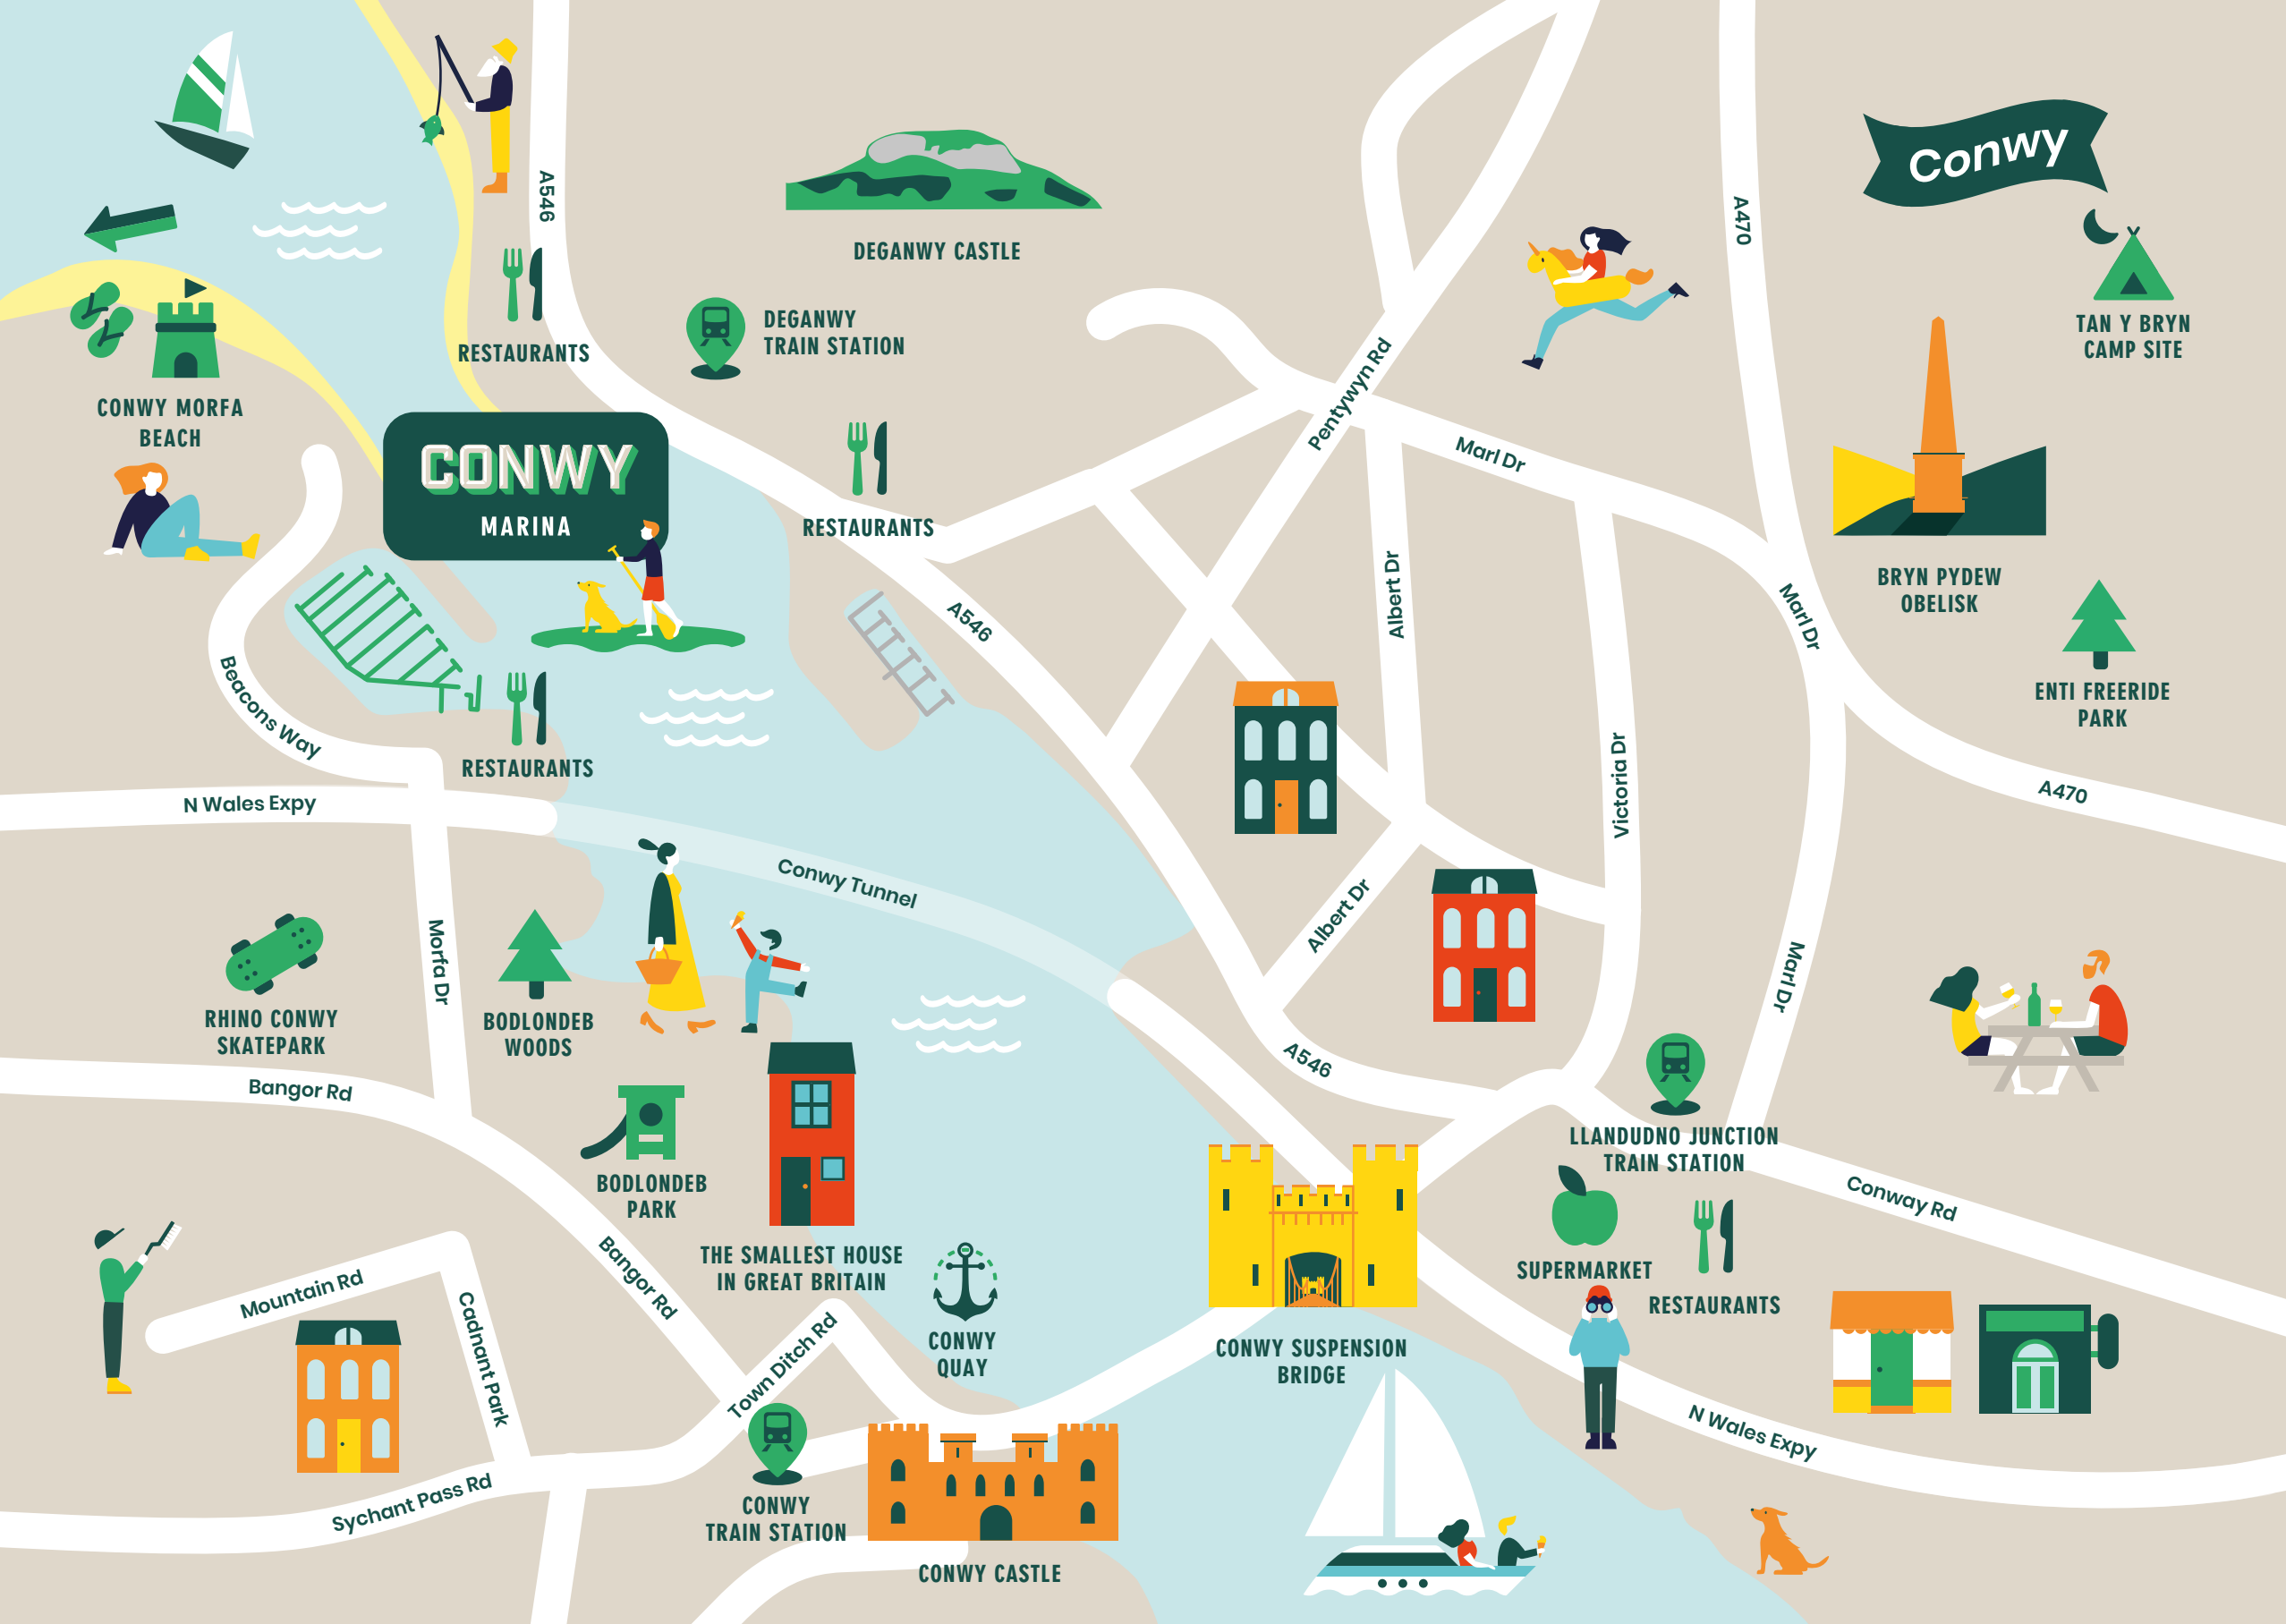 Conwy
A546
A470
DEGANWY CASTLE
TAN Y BRYN
CAMP SITE
DEGANWY
TRAIN STATION
RESTAURANTS
CONWY MORFA
BEACH
Pentywyn Rd
CONWY
MARINA
Marl Dr
RESTAURANTS
BRYN PYDEW
OBELISK
Albert Dr
A546
Marl Dr
ENTI FREERIDE
PARK
Beacons Way
RESTAURANTS
Victoria Dr
A470
N Wales Expy
Conwy Tunnel
Albert Dr
Morfa Dr
Marl Dr
RHINO CONWY
SKATEPARK
BODLONDEB
WOODS
A546
Bangor Rd
LLANDUDNO JUNCTION
TRAIN STATION
BODLONDEB
PARK
Conway Rd
THE SMALLEST HOUSE
IN GREAT BRITAIN
Bangor Rd
Mountain Rd
SUPERMARKET
RESTAURANTS
Cadnant Park
CONWY
QUAY
CONWY SUSPENSION
BRIDGE
Town Ditch Rd
N Wales Expy
Sychant Pass Rd
CONWY
TRAIN STATION
CONWY CASTLE